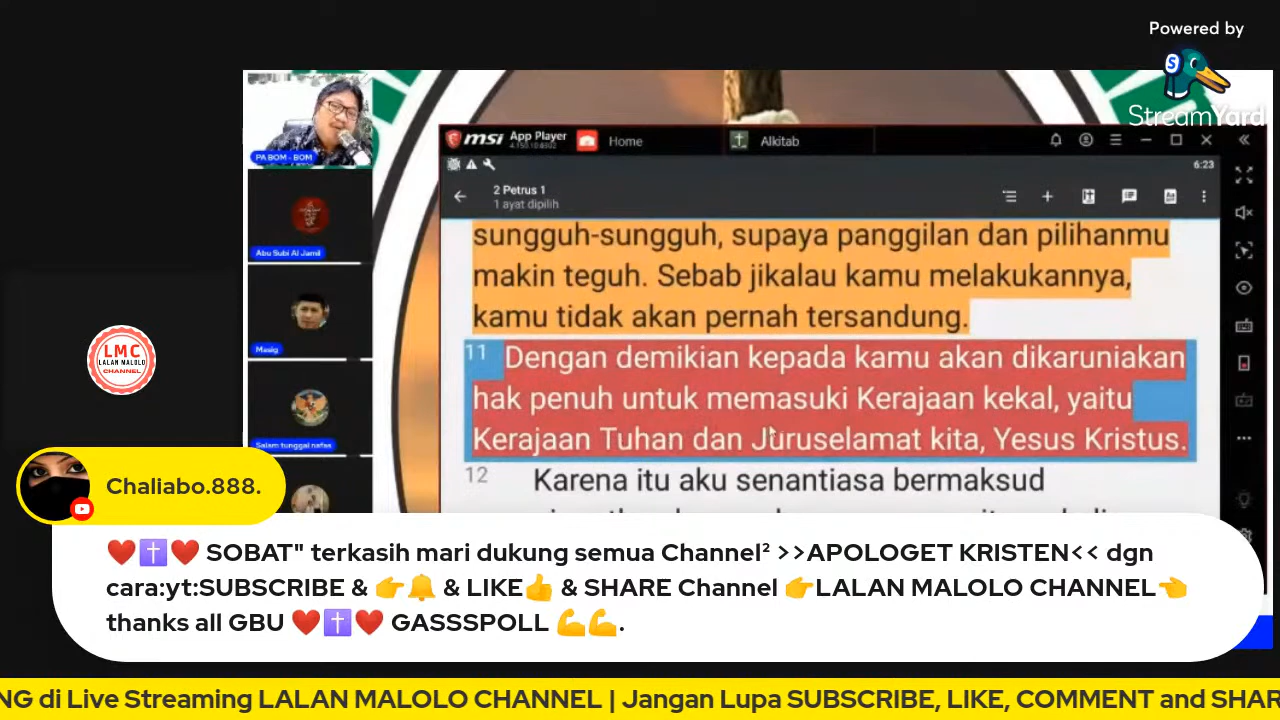 Powered by
StreamYard
PA BOM - BOM
Abu Subi Al Jamil
Masig
Salam tunggal nafas
msi App Player
Home
Alkitab
6:23
2 Petrus 1
1 ayat dipilih
sungguh-sungguh, supaya panggilan dan pilihanmu
makin teguh. Sebab jikalau kamu melakukannya,
kamu tidak akan pernah tersandung.
11 Dengan demikian kepada kamu akan dikaruniakan
hak penuh untuk memasuki Kerajaan kekal, yaitu
Kerajaan Tuhan dan Juruselamat kita, Yesus Kristus.
12 Karena itu aku senantiasa bermaksud
LMC
LALAN MALOLO
CHANNEL
Chaliabo.888.
❤️✝️❤️ SOBAT" terkasih mari dukung semua Channel² >>APOLOGET KRISTEN<< dgn
cara:yt:SUBSCRIBE & 👉🔔 & LIKE👍 & SHARE Channel 👉LALAN MALOLO CHANNEL👈
thanks all GBU ❤️✝️❤️ GASSSPOLL 💪💪.
NG di Live Streaming LALAN MALOLO CHANNEL | Jangan Lupa SUBSCRIBE, LIKE, COMMENT and SHAR